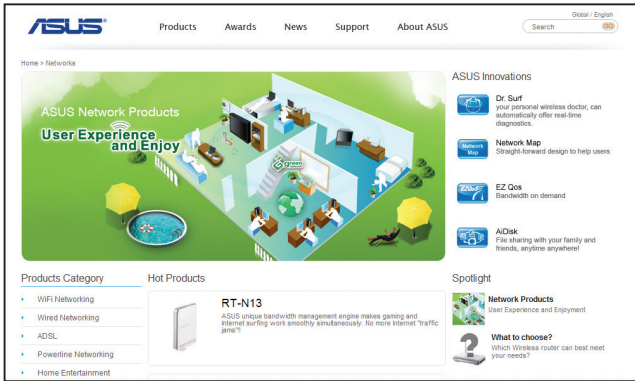 Global / English
ASUS
Products
Awards
News
Support
About ASUS
Search
GO
Home > Networks
ASUS Network Products
User Experience
and Enjoy
green
ASUS Innovations
Dr. Surf
your personal wireless doctor, can
automatically offer real-time
diagnostics.
Network
Map
Network Map
Straight-forward design to help users
EZQoS
EZ Qos
Bandwidth on demand
AiDisk
File sharing with your family and
friends, anytime anywhere!
Products Category
WiFi Networking
Wired Networking
ADSL
Powerline Networking
Home Entertainment
Hot Products
RT-N13
ASUS unique bandwidth management engine makes gaming and
Internet surfing work smoothly simultaneously. No more Internet "traffic
jams"!
Spotlight
Network Products
User Experience and Enjoyment
What to choose?
Which Wireless router can best meet
your needs?